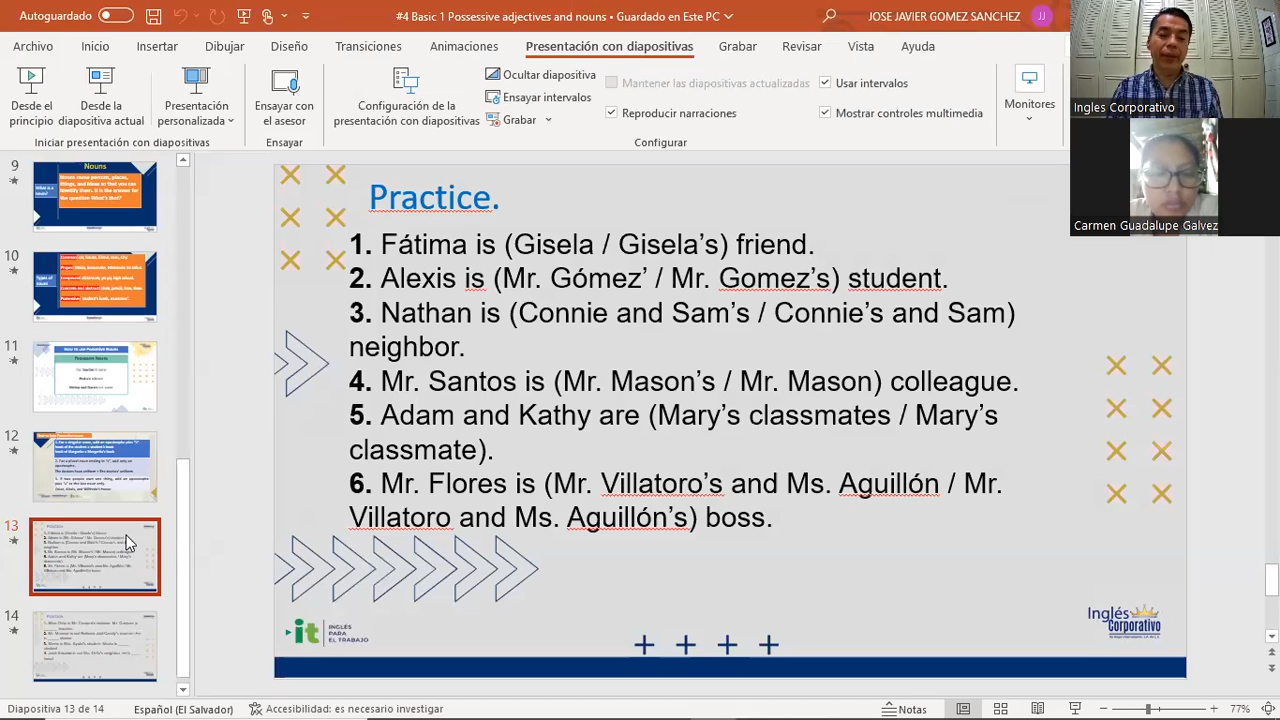 Autoguardado
#4 Basic 1 Possessive adjectives and nouns • Guardado en Este PC
JOSE JAVIER GOMEZ SANCHEZ
JJ
Archivo Inicio Insertar Dibujar Diseño Transiciones Animaciones Presentación con diapositivas Grabar Revisar Vista Ayuda
Desde el principio
Desde la diapositiva actual
Presentación personalizada
Iniciar presentación con diapositivas
Ensayar con el asesor
Ensayar
Configuración de la presentación con diapositivas
Ocultar diapositiva
Ensayar intervalos
Grabar
Mantener las diapositivas actualizadas
Reproducir narraciones
Usar intervalos
Mostrar controles multimedia
Configurar
Monitores
Ingles Corporativo
Carmen Guadalupe Galvez
9
Nouns
10
11
12
13
14
Practice.
1. Fátima is (Gisela / Gisela’s) friend.
2. Alexis is (Mr. Gómez’ / Mr. Gomez’s) student.
3. Nathan is (Connie and Sam’s / Connie’s and Sam)
neighbor.
4. Mr. Santos is (Mr. Mason’s / Mr. Mason) colleague.
5. Adam and Kathy are (Mary’s classmates / Mary’s
classmate).
6. Mr. Flores is (Mr. Villatoro’s and Ms. Aguillón / Mr.
Villatoro and Ms. Aguillón’s) boss.
INGLÉS
PARA
EL TRABAJO
Inglés
Corporativo
Diapositiva 13 de 14
Español (El Salvador)
Accesibilidad: es necesario investigar
Notas
77%